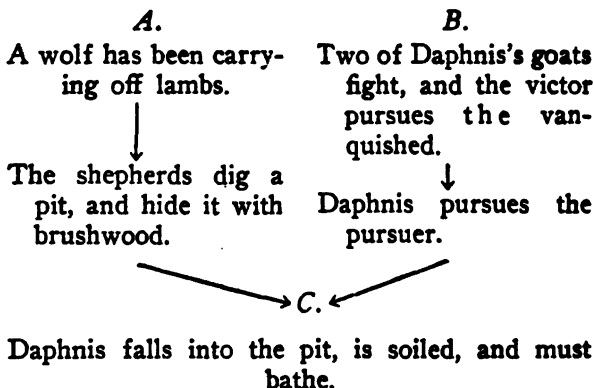 A.
A wolf has been carry-
ing off lambs.
The shepherds dig a
pit, and hide it with
brushwood.
B.
Two of Daphnis's goats
fight, and the victor
pursues the van-
quished.
Daphnis pursues the
pursuer.
C.
Daphnis falls into the pit, is soiled, and must
bathe.